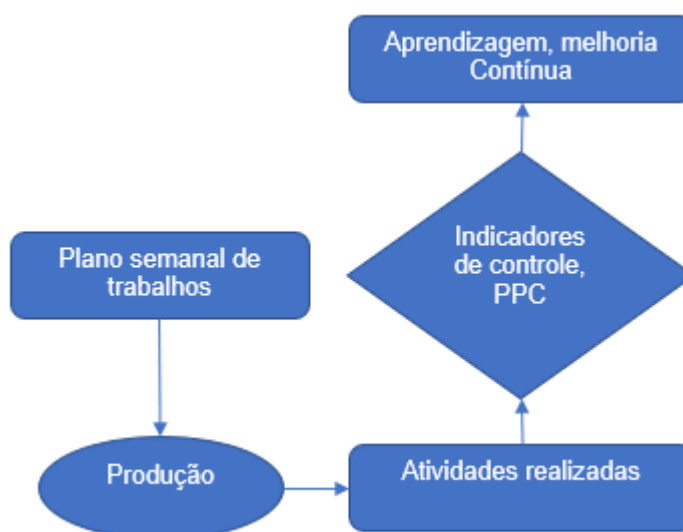 Aprendizagem, melhoria
Contínua
Indicadores
de controle,
PPC
Plano semanal de
trabalhos
Produção
Atividades realizadas